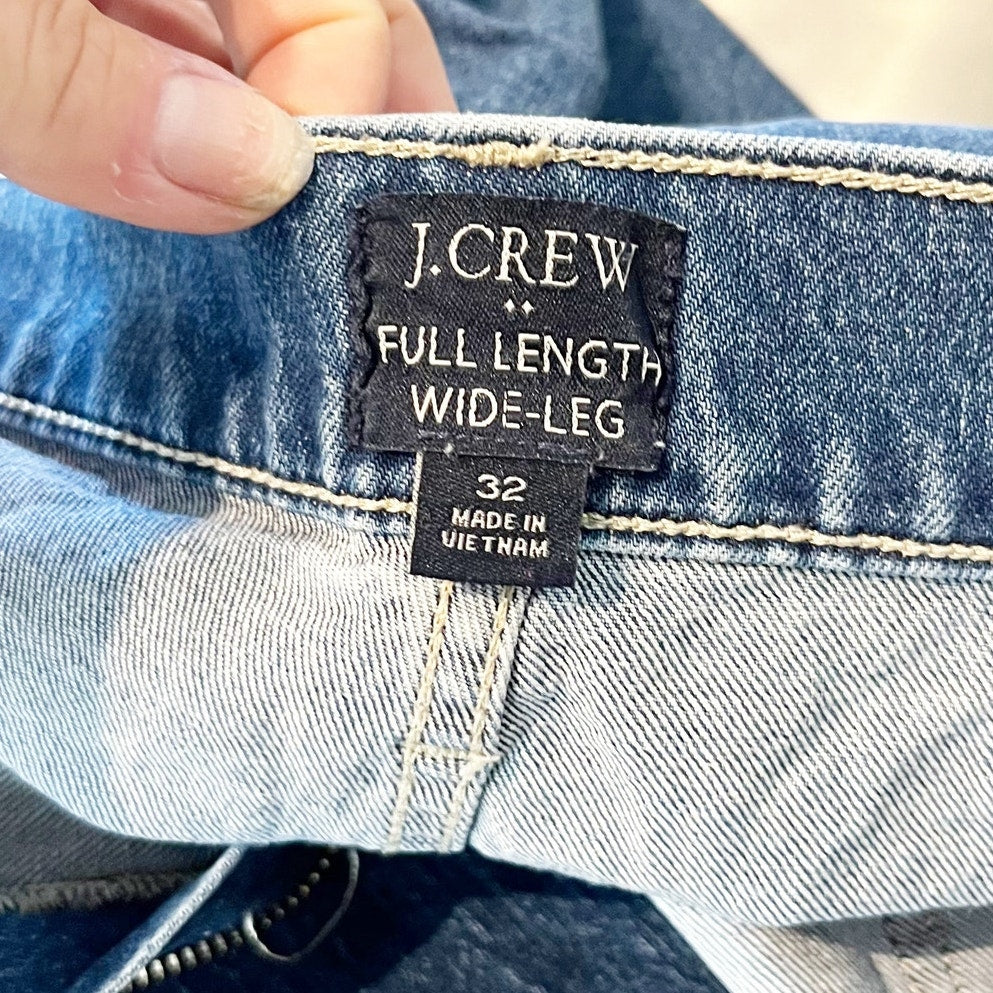 J.CREW
FULL LENGTH
WIDE-LEG
32
MADE IN
VIETNAM